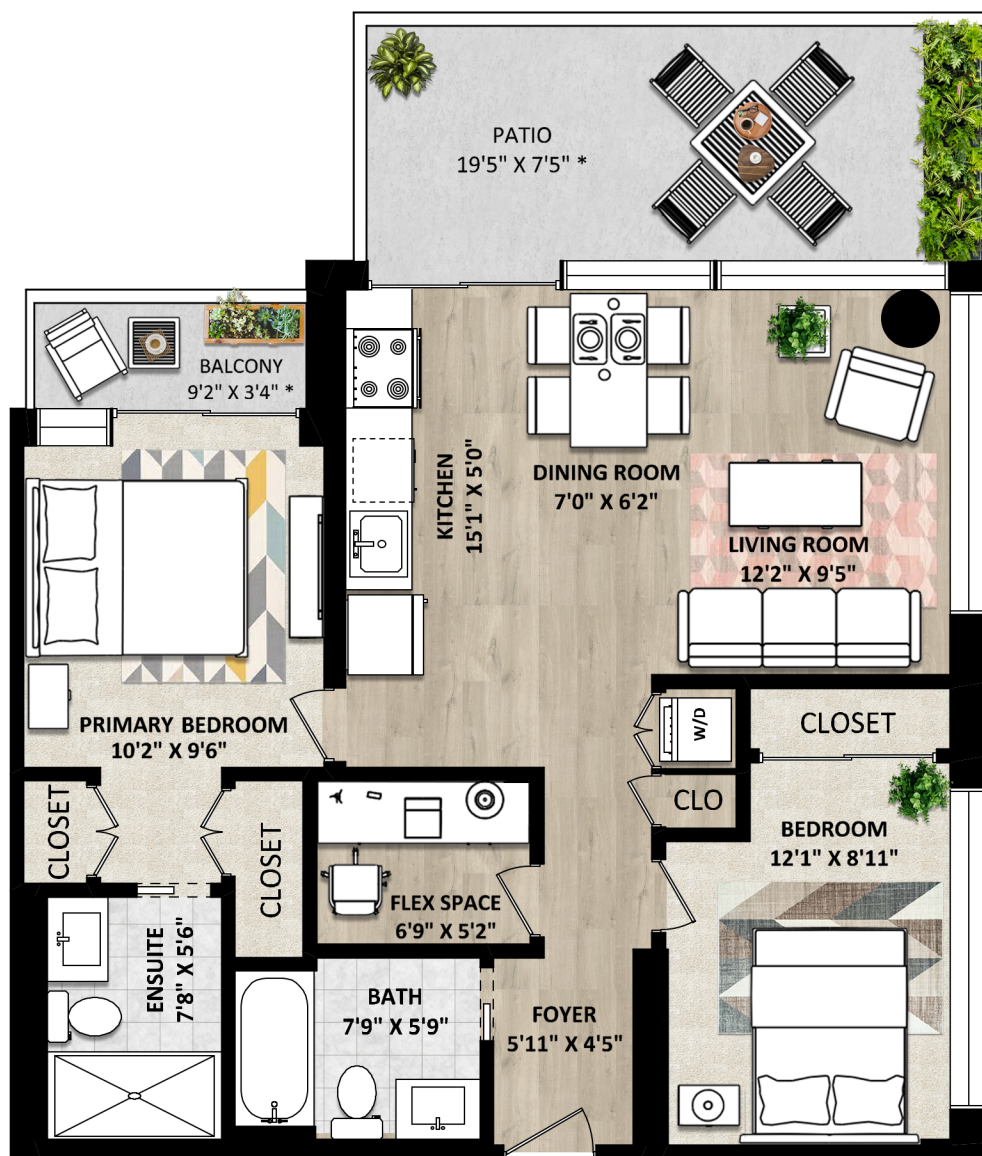 PATIO
19'5" X 7'5" *
BALCONY
9'2" X 3'4" *
KITCHEN
15'1" X 5'0"
DINING ROOM
7'0" X 6'2"
LIVING ROOM
12'2" X 9'5"
PRIMARY BEDROOM
10'2" X 9'6"
W/D
CLOSET
CLO
CLOSET
CLOSET
BEDROOM
12'1" X 8'11"
FLEX SPACE
6'9" X 5'2"
ENSUITE
7'8" X 5'6"
BATH
7'9" X 5'9"
FOYER
5'11" X 4'5"